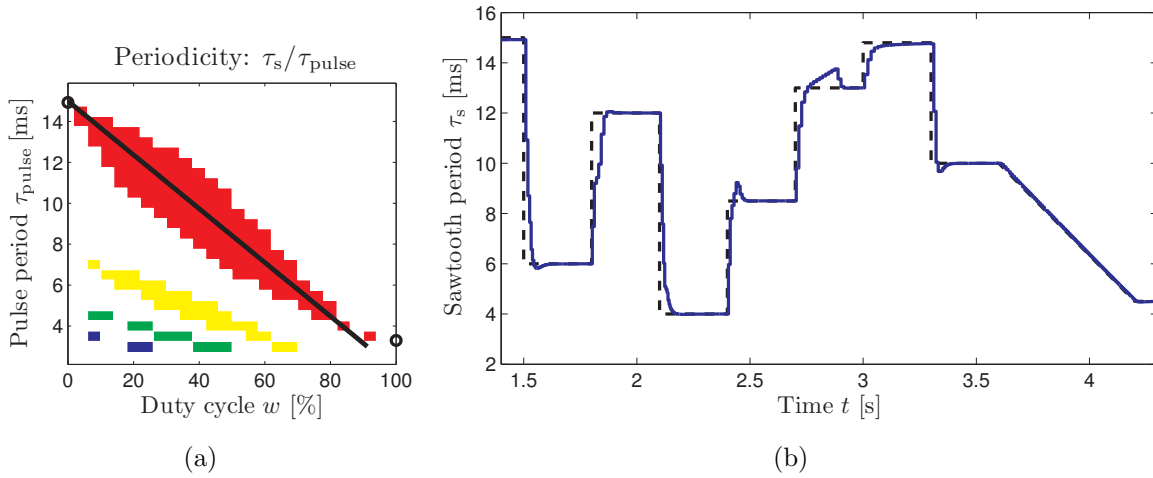 Periodicity: τs/τpulse
Pulse period τpulse [ms]
14
12
10
8
6
4
0 20 40 60 80 100
Duty cycle w [%]
(a)
Sawtooth period τs [ms]
16
14
12
10
8
6
4
2
1.5 2 2.5 3 3.5 4
Time t [s]
(b)